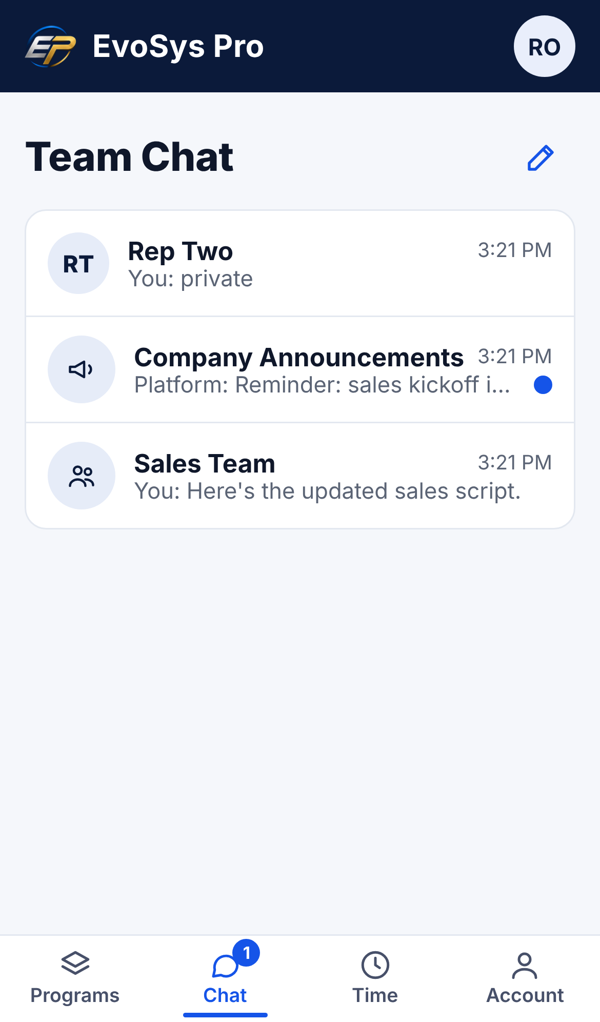 EP EvoSys Pro
RO
Team Chat
RT
Rep Two
3:21 PM
You: private
Company Announcements
3:21 PM
Platform: Reminder: sales kickoff i...
Sales Team
3:21 PM
You: Here's the updated sales script.
1
Programs
Chat
Time
Account